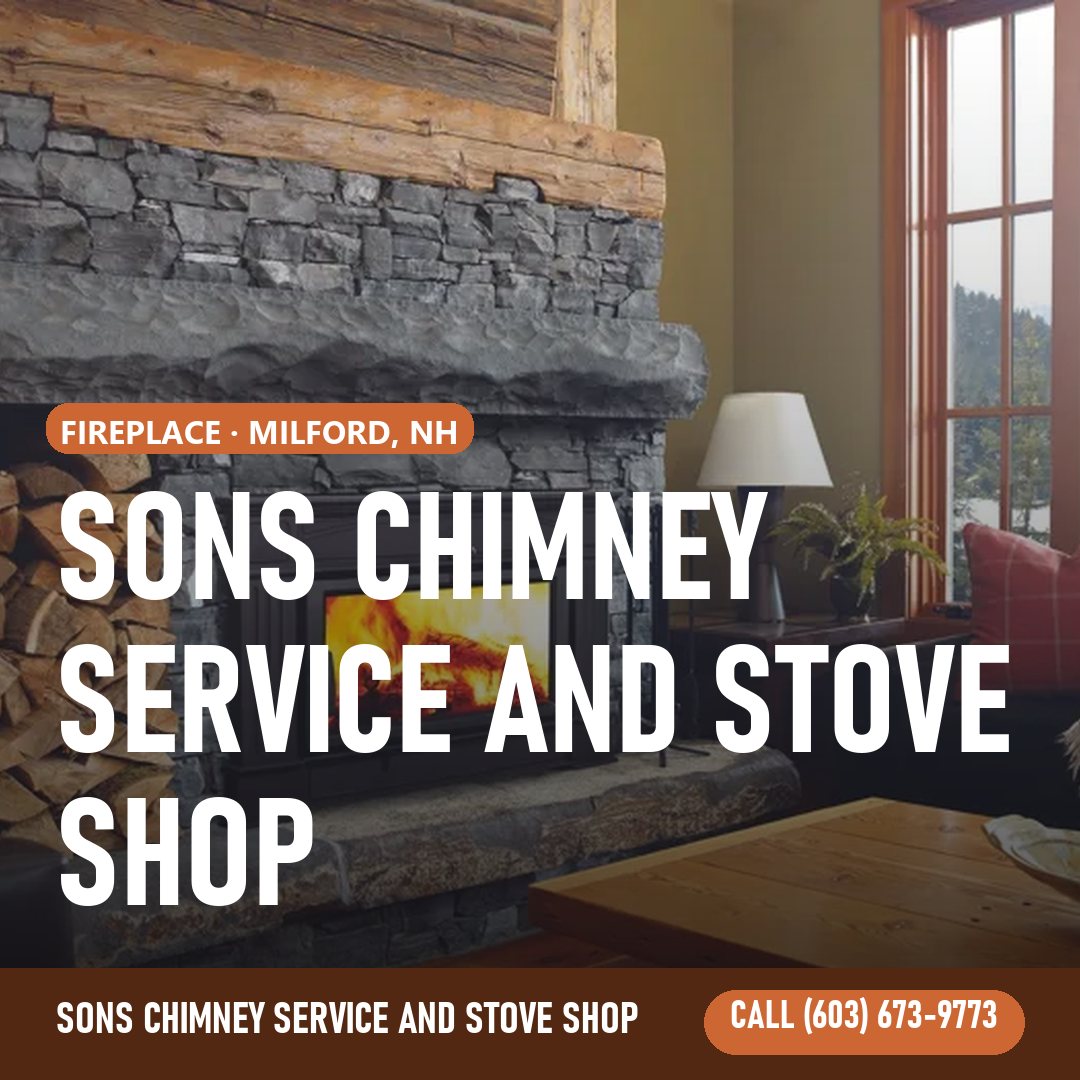 FIREPLACE · MILFORD, NH
SONS CHIMNEY
SERVICE AND STOVE
SHOP
SONS CHIMNEY SERVICE AND STOVE SHOP
CALL (603) 673-9773